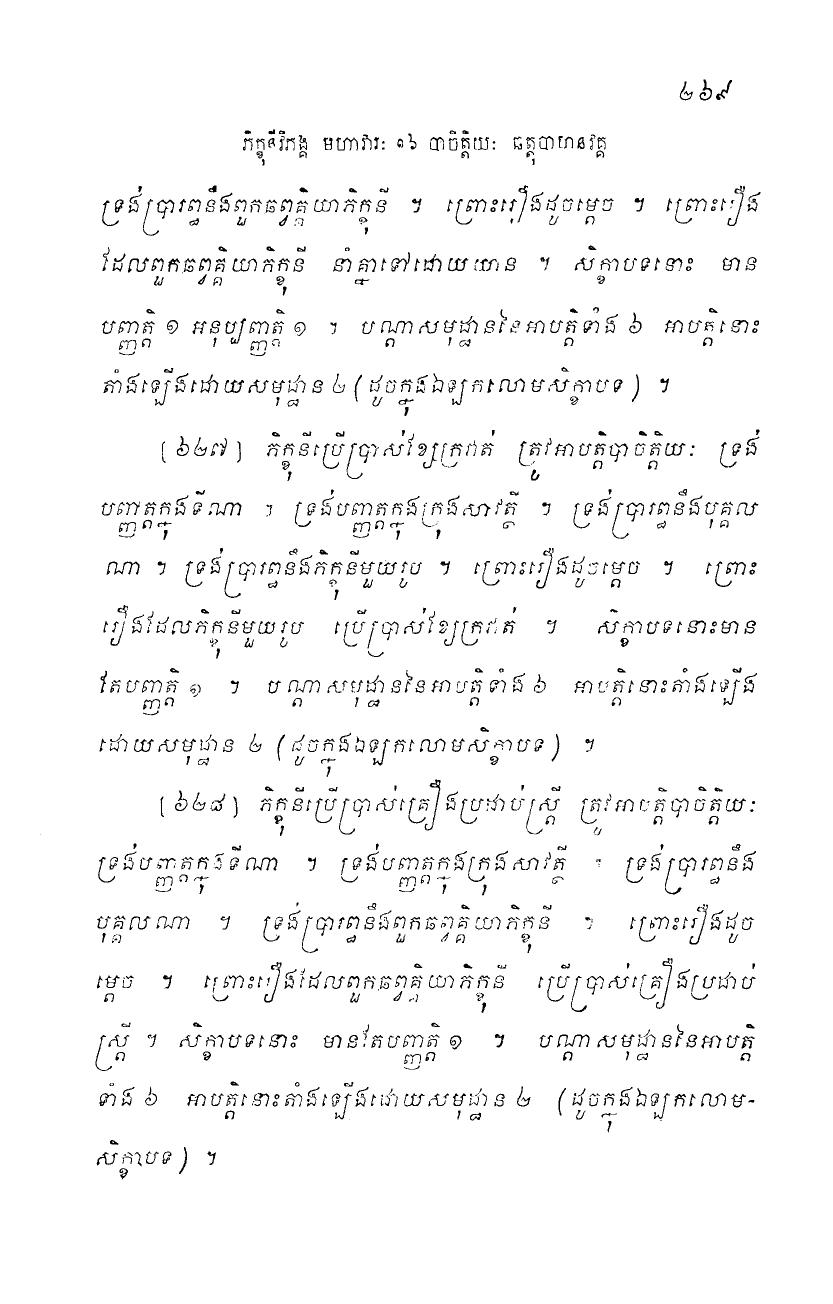 ២៦៩
ភិក្ខុនីវិភង្គ មហាវារៈ ១៦ បាចិត្តិយៈ ឆត្តុបាហនវគ្គ
ទ្រង់ប្រារព្ធនឹងពួកឆព្វគ្គិយាភិក្ខុនី ។ ព្រោះរឿងដូចម្តេច ។ ព្រោះរឿង
ដែលពួកឆព្វគ្គិយាភិក្ខុនី នាំគ្នាទៅដោយយាន ។ សិក្ខាបទនោះ មាន
បញ្ញត្តិ ១ អនុប្បញ្ញត្តិ ១ ។ បណ្តាសមុដ្ឋាននៃអាបត្តិទាំង ៦ អាបត្តិនោះ
តាំងឡើងដោយសមុដ្ឋាន ២ (ដូចក្នុងឯឡកលោមសិក្ខាបទ) ។
[៦២៧] ភិក្ខុនីប្រើប្រាស់ខ្សែក្រវាត់ ត្រូវអាបត្តិបាចិត្តិយៈ ទ្រង់
បញ្ញត្តក្នុងទីណា ។ ទ្រង់បញ្ញត្តក្នុងក្រុងសាវត្ថី ។ ទ្រង់ប្រារព្ធនឹងបុគ្គល
ណា ។ ទ្រង់ប្រារព្ធនឹងភិក្ខុនីមួយរូប ។ ព្រោះរឿងដូចម្តេច ។ ព្រោះ
រឿងដែលភិក្ខុនីមួយរូប ប្រើប្រាស់ខ្សែក្រវាត់ ។ សិក្ខាបទនោះមាន
តែបញ្ញត្តិ ១ ។ បណ្តាសមុដ្ឋាននៃអាបត្តិទាំង ៦ អាបត្តិនោះតាំងឡើង
ដោយសមុដ្ឋាន ២ (ដូចក្នុងឯឡកលោមសិក្ខាបទ) ។
[៦២៨] ភិក្ខុនីប្រើប្រាស់គ្រឿងប្រដាប់ស្ត្រី ត្រូវអាបត្តិបាចិត្តិយៈ
ទ្រង់បញ្ញត្តក្នុងទីណា ។ ទ្រង់បញ្ញត្តក្នុងក្រុងសាវត្ថី ។ ទ្រង់ប្រារព្ធនឹង
បុគ្គលណា ។ ទ្រង់ប្រារព្ធនឹងពួកឆព្វគ្គិយាភិក្ខុនី ។ ព្រោះរឿងដូច
ម្តេច ។ ព្រោះរឿងដែលពួកឆព្វគ្គិយាភិក្ខុនី ប្រើប្រាស់គ្រឿងប្រដាប់
ស្ត្រី ។ សិក្ខាបទនោះ មានតែបញ្ញត្តិ ១ ។ បណ្តាសមុដ្ឋាននៃអាបត្តិ
ទាំង ៦ អាបត្តិនោះតាំងឡើងដោយសមុដ្ឋាន ២ (ដូចក្នុងឯឡកលោម-
សិក្ខាបទ) ។